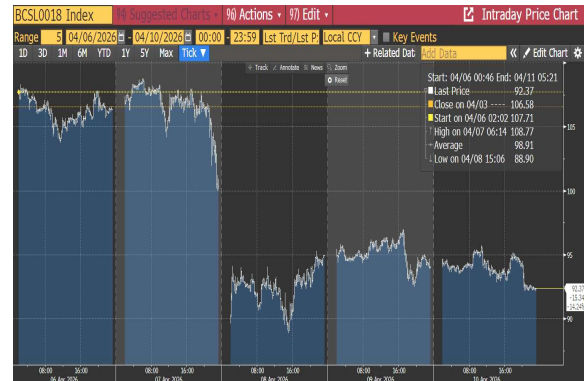 BCSL0018 Index 94) Suggested Charts 96) Actions 97) Edit Intraday Price Chart
Range 5 04/06/2026 - 04/10/2026 00:00 - 23:59 Lst Trd/Lst P: Local CCY Key Events
1D 3D 1M 6M YTD 1Y 5Y Max Tick ▼ + Related Dat: Add Data « Edit Chart
+ Track Annotate News Zoom
Reset
Start: 04/06 00:46 End: 04/11 05:21
Last Price 92.37
Close on 04/03 ---- 106.58
Start on 04/06 02:02 107.71
High on 04/07 06:14 108.77
Average 98.91
Low on 04/08 15:06 88.90
105
100
95
92.37
-15.34
-14.24%
90
08:00 16:00 08:00 16:00 08:00 16:00 08:00 16:00 08:00 16:00
06 Apr 2026 07 Apr 2026 08 Apr 2026 09 Apr 2026 10 Apr 2026